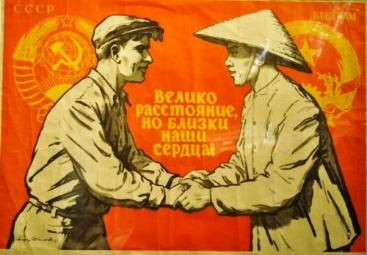 СССР
ВЬЕТНАМ
Велико
расстояние,
но близки
наши
сердца!